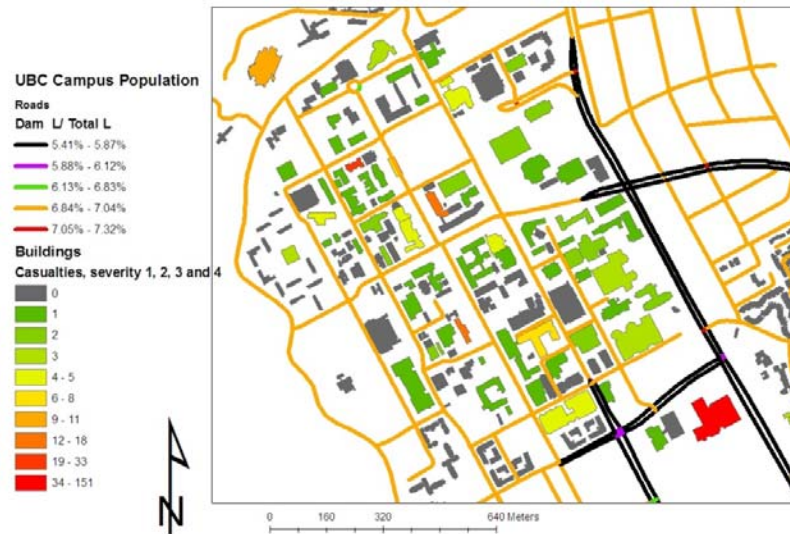 UBC Campus Population
Roads
Dam L/ Total L
5.41% - 5.87%
5.88% - 6.12%
6.13% - 6.83%
6.84% - 7.04%
7.05% - 7.32%
Buildings
Casualties, severity 1, 2, 3 and 4
0
1
2
3
4 - 5
6 - 8
9 - 11
12 - 18
19 - 33
34 - 151
N
0 160 320 640 Meters